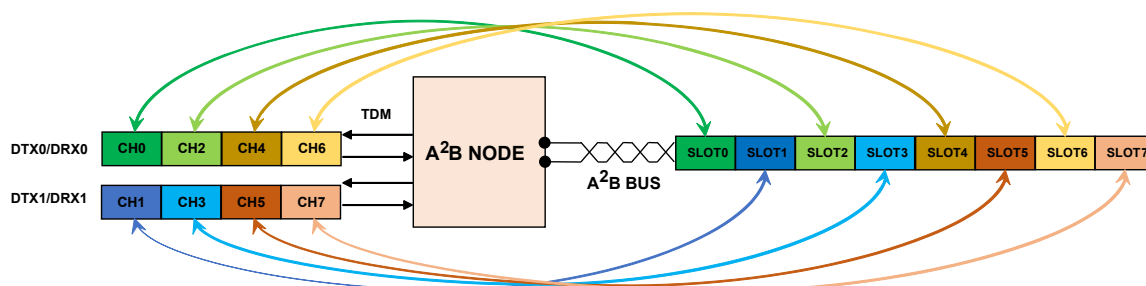 TDM
DTX0/DRX0 CH0 CH2 CH4 CH6
A²B NODE
SLOT0 SLOT1 SLOT2 SLOT3 SLOT4 SLOT5 SLOT6 SLOT7
A²B BUS
DTX1/DRX1 CH1 CH3 CH5 CH7